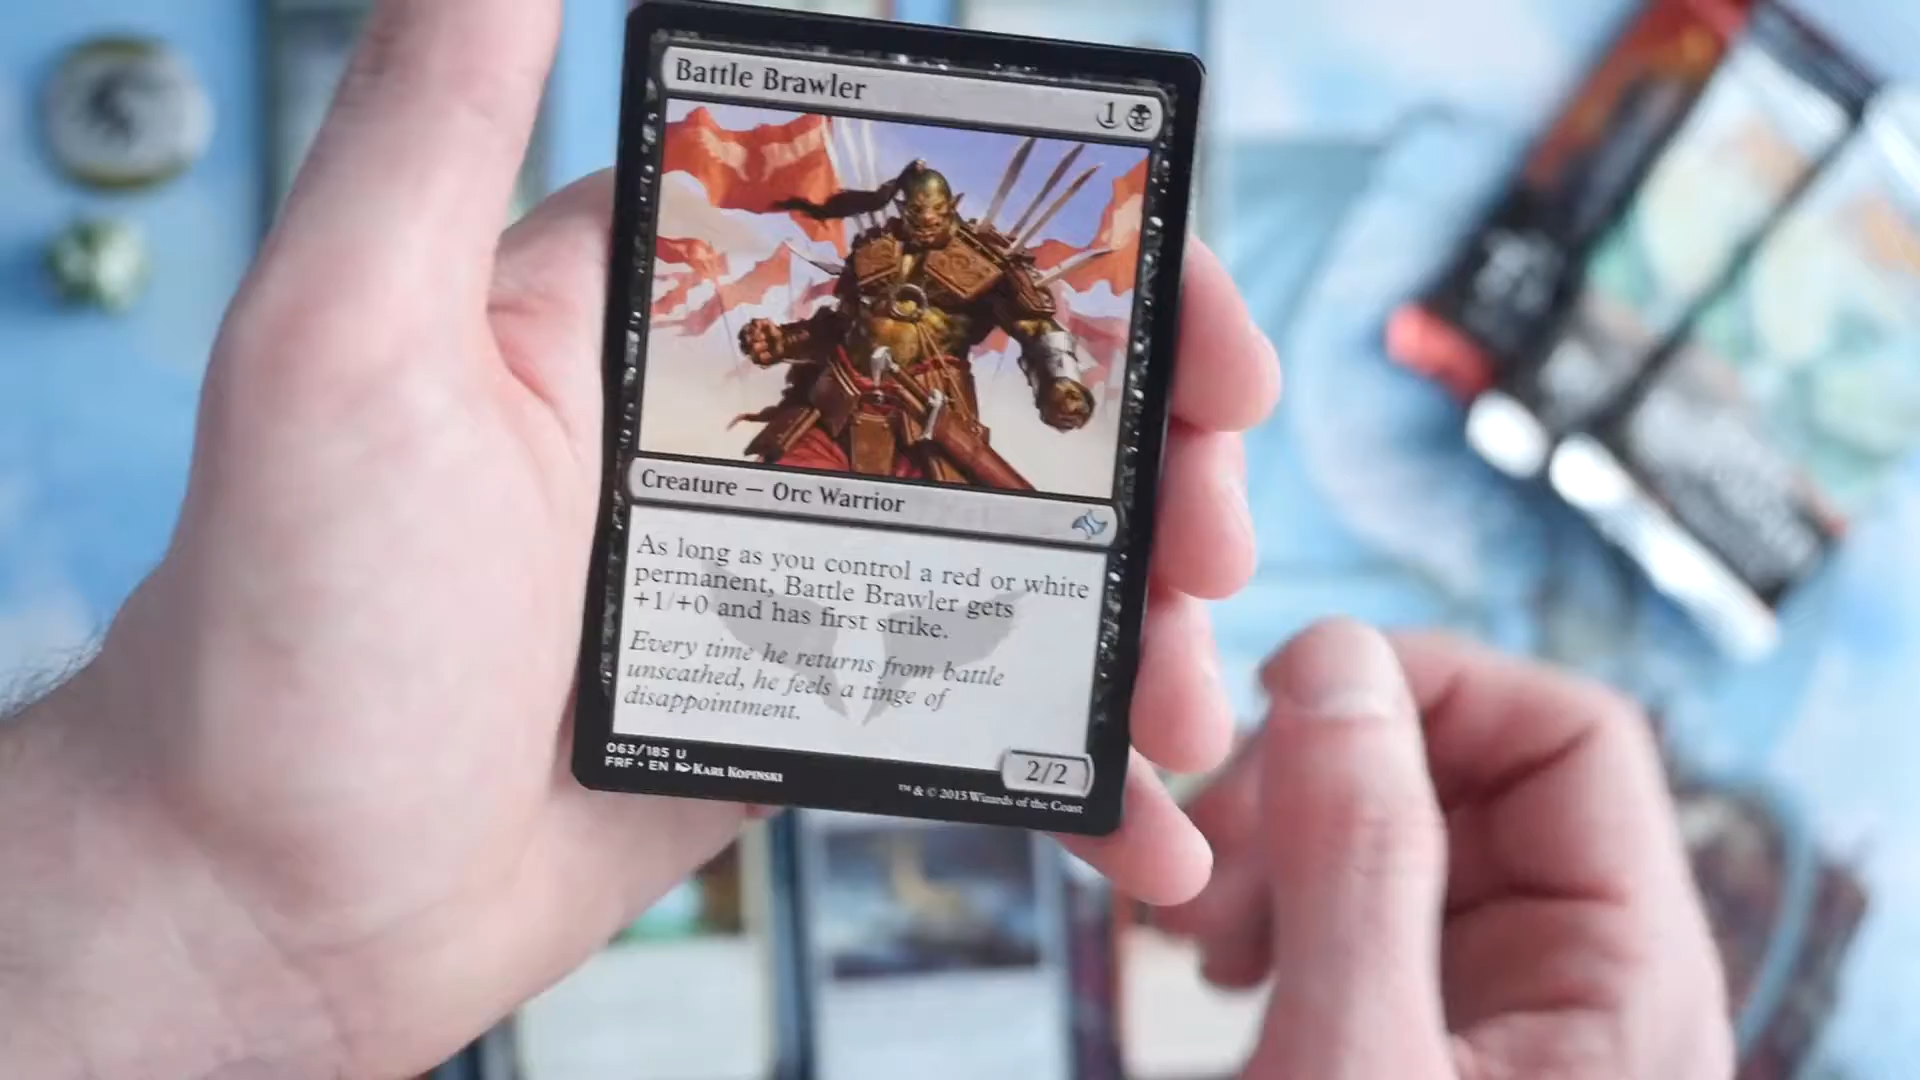 Battle Brawler 1
Creature — Orc Warrior
As long as you control a red or white
permanent, Battle Brawler gets
+1/+0 and has first strike.
Every time he returns from battle
unscathed, he feels a tinge of
disappointment.
2/2
063/185 U
FRF • EN Karl Kopinski
™ & © 2015 Wizards of the Coast